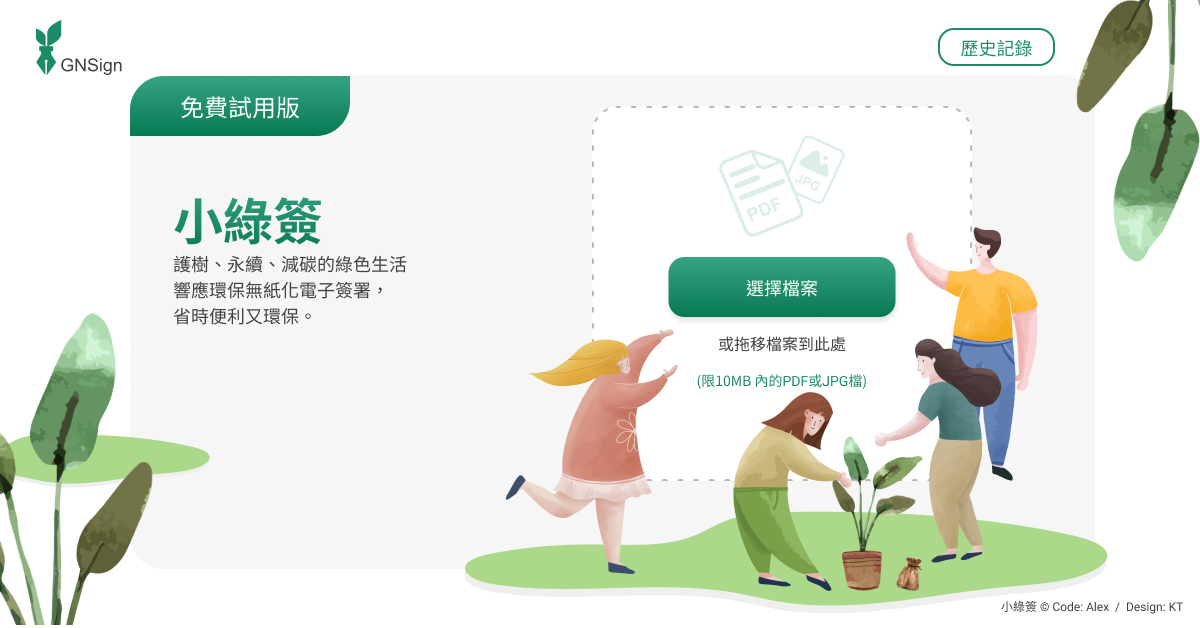 GNSign
歷史記錄
免費試用版
小綠簽
護樹、永續、減碳的綠色生活
響應環保無紙化電子簽署，
省時便利又環保。
PDF
JPG
選擇檔案
或拖移檔案到此處
(限10MB 內的PDF或JPG檔)
小綠簽 © Code: Alex / Design: KT